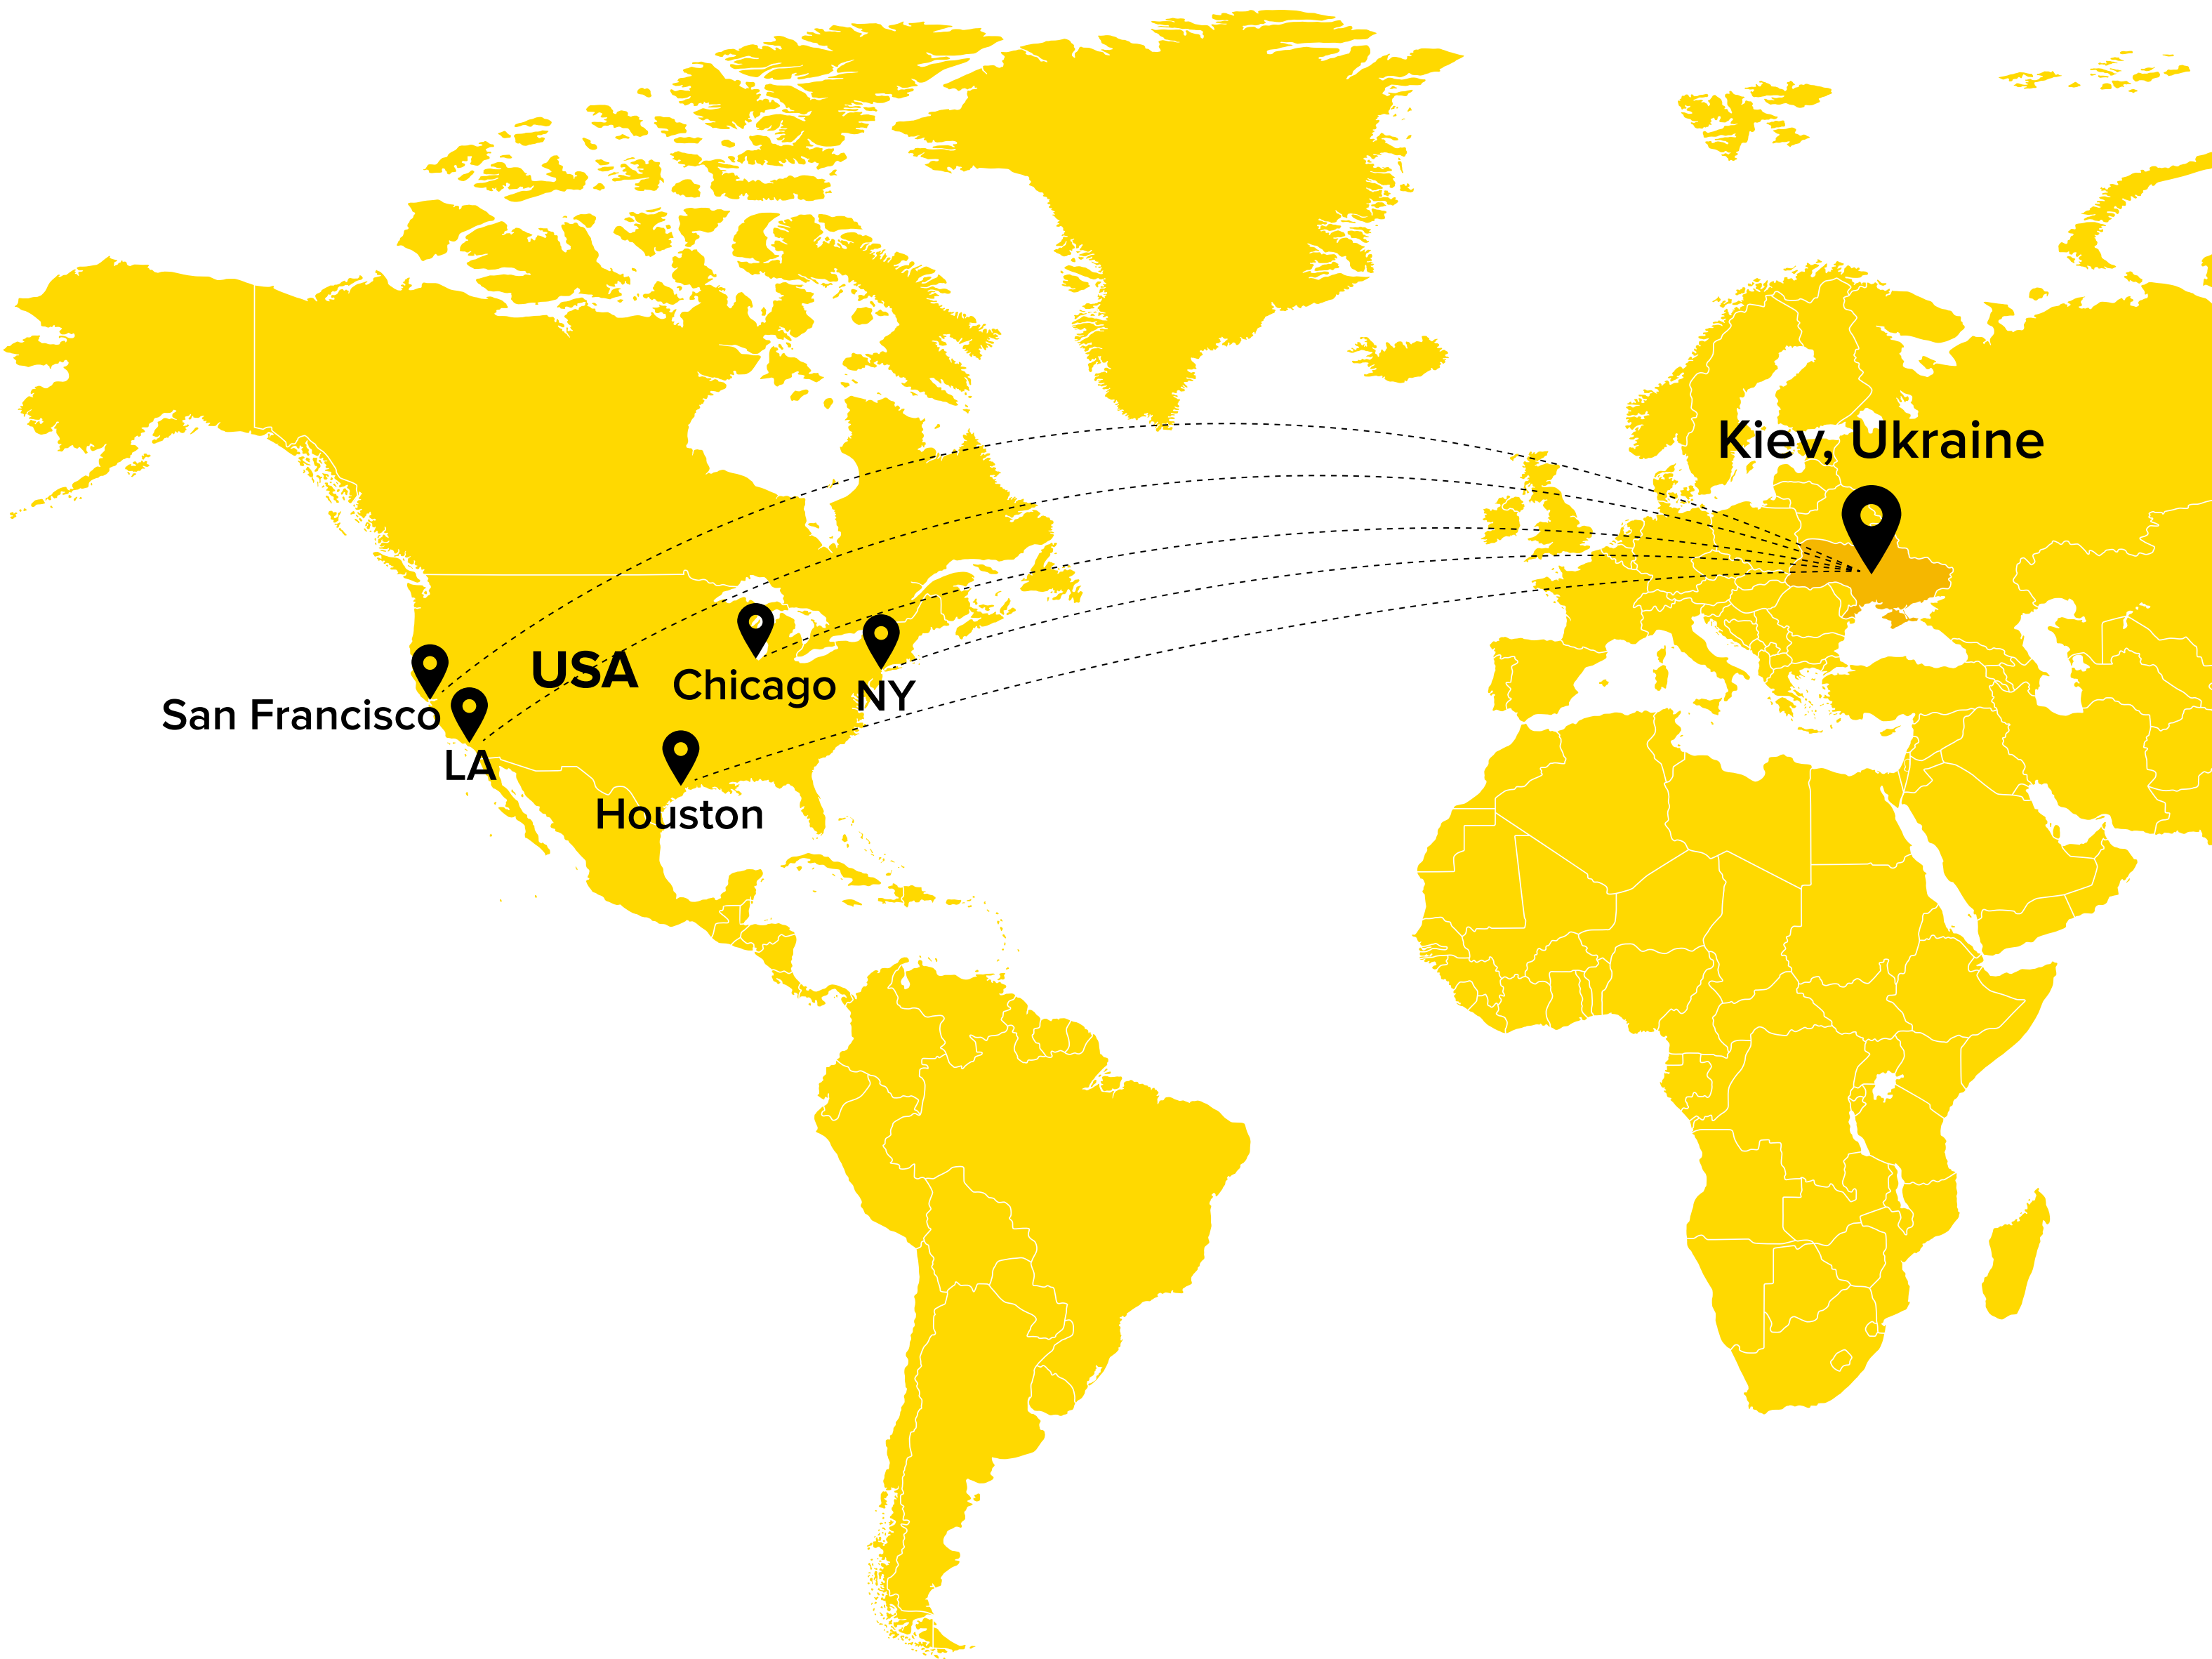 Kiev, Ukraine
USA
Chicago
NY
San Francisco
LA
Houston